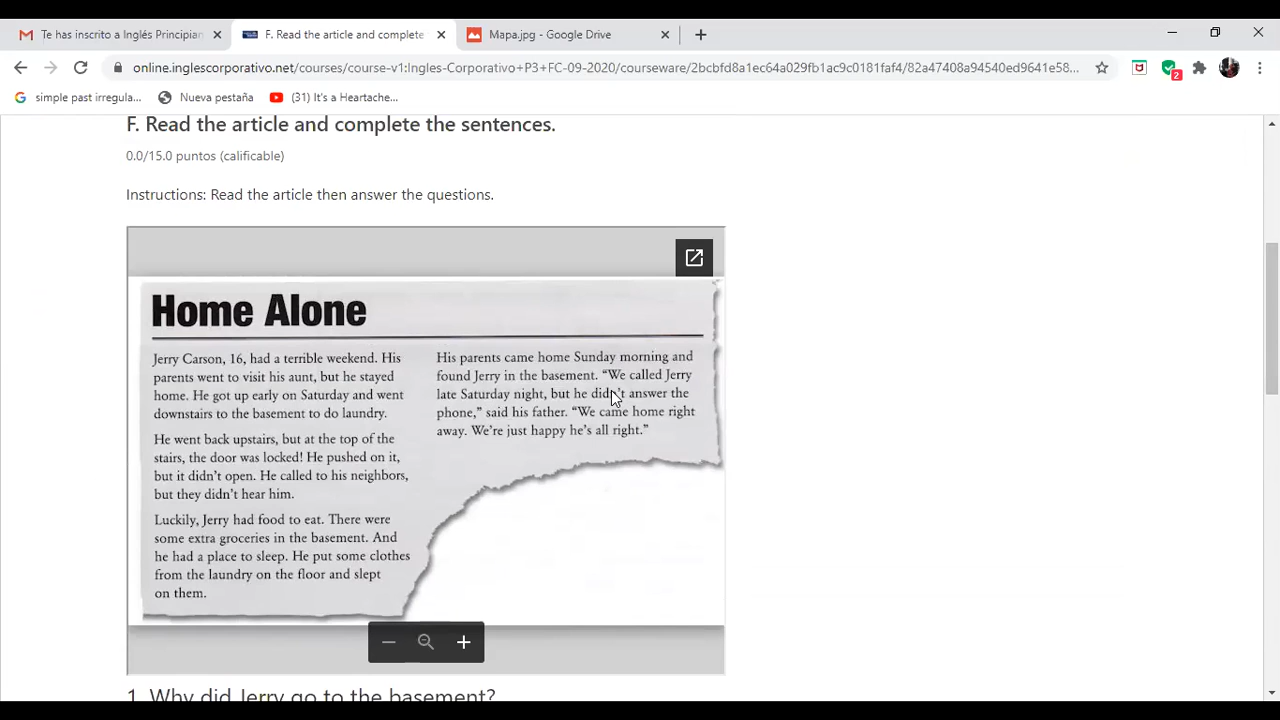 Te has inscrito a Inglés Principian
F. Read the article and complete
Mapa.jpg - Google Drive
online.inglescorporativo.net/courses/course-v1:Ingles-Corporativo+P3+FC-09-2020/courseware/2bcbfd8a1ec64a029fb1ac9c0181faf4/82a47408a94540ed9641e58...
2
simple past irregula...
Nueva pestaña
(31) It's a Heartache...
F. Read the article and complete the sentences.
0.0/15.0 puntos (calificable)
Instructions: Read the article then answer the questions.
Home Alone
Jerry Carson, 16, had a terrible weekend. His
parents went to visit his aunt, but he stayed
home. He got up early on Saturday and went
downstairs to the basement to do laundry.
He went back upstairs, but at the top of the
stairs, the door was locked! He pushed on it,
but it didn't open. He called to his neighbors,
but they didn't hear him.
Luckily, Jerry had food to eat. There were
some extra groceries in the basement. And
he had a place to sleep. He put some clothes
from the laundry on the floor and slept
on them.
His parents came home Sunday morning and
found Jerry in the basement. “We called Jerry
late Saturday night, but he didn't answer the
phone,” said his father. “We came home right
away. We're just happy he's all right.”
1. Why did Jerry go to the basement?